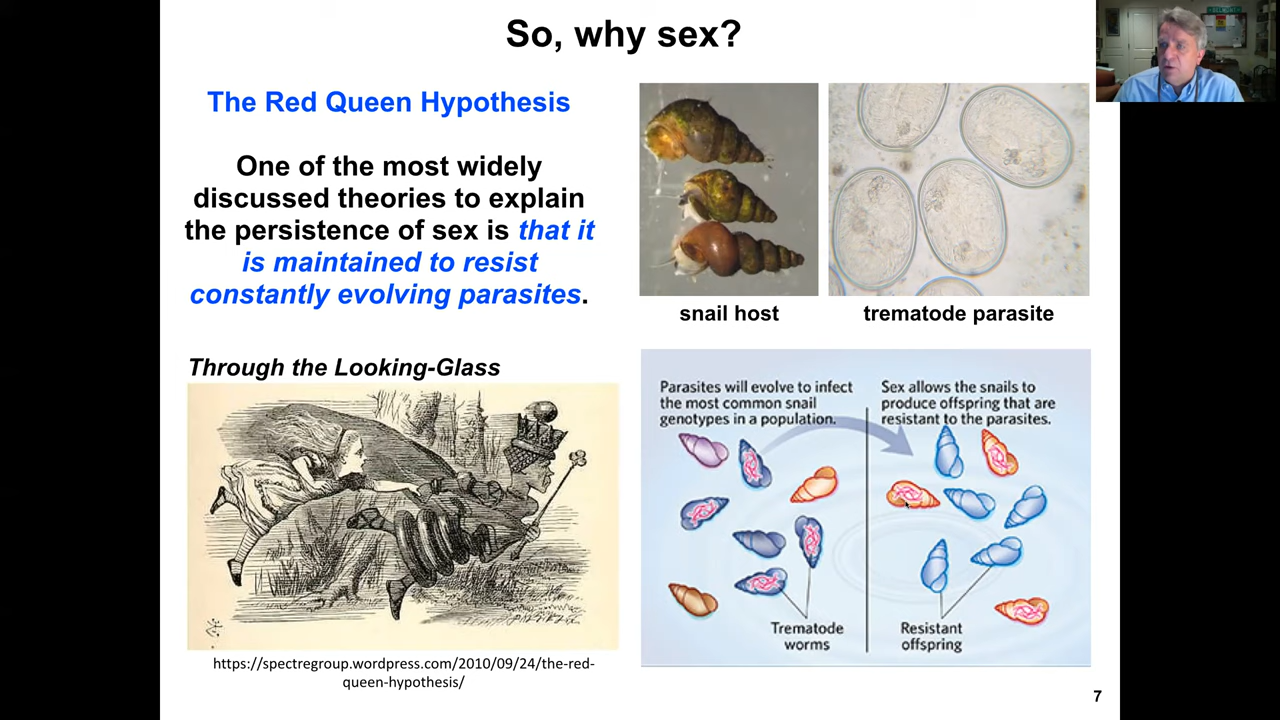 So, why sex?
The Red Queen Hypothesis
One of the most widely
discussed theories to explain
the persistence of sex is that it
is maintained to resist
constantly evolving parasites.
snail host
trematode parasite
Through the Looking-Glass
Parasites will evolve to infect
the most common snail
genotypes in a population.
Sex allows the snails to
produce offspring that are
resistant to the parasites.
Trematode
worms
Resistant
offspring
https://spectregroup.wordpress.com/2010/09/24/the-red-
queen-hypothesis/
7